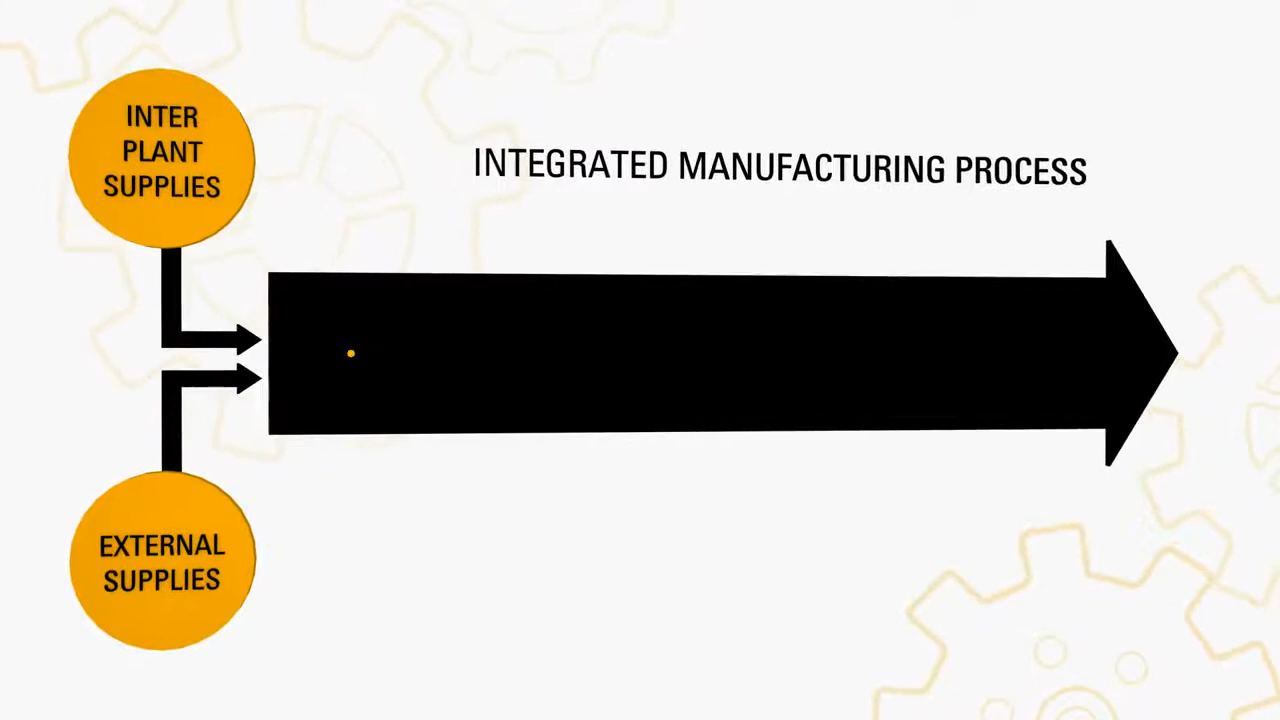 INTER
PLANT
SUPPLIES
INTEGRATED MANUFACTURING PROCESS
EXTERNAL
SUPPLIES